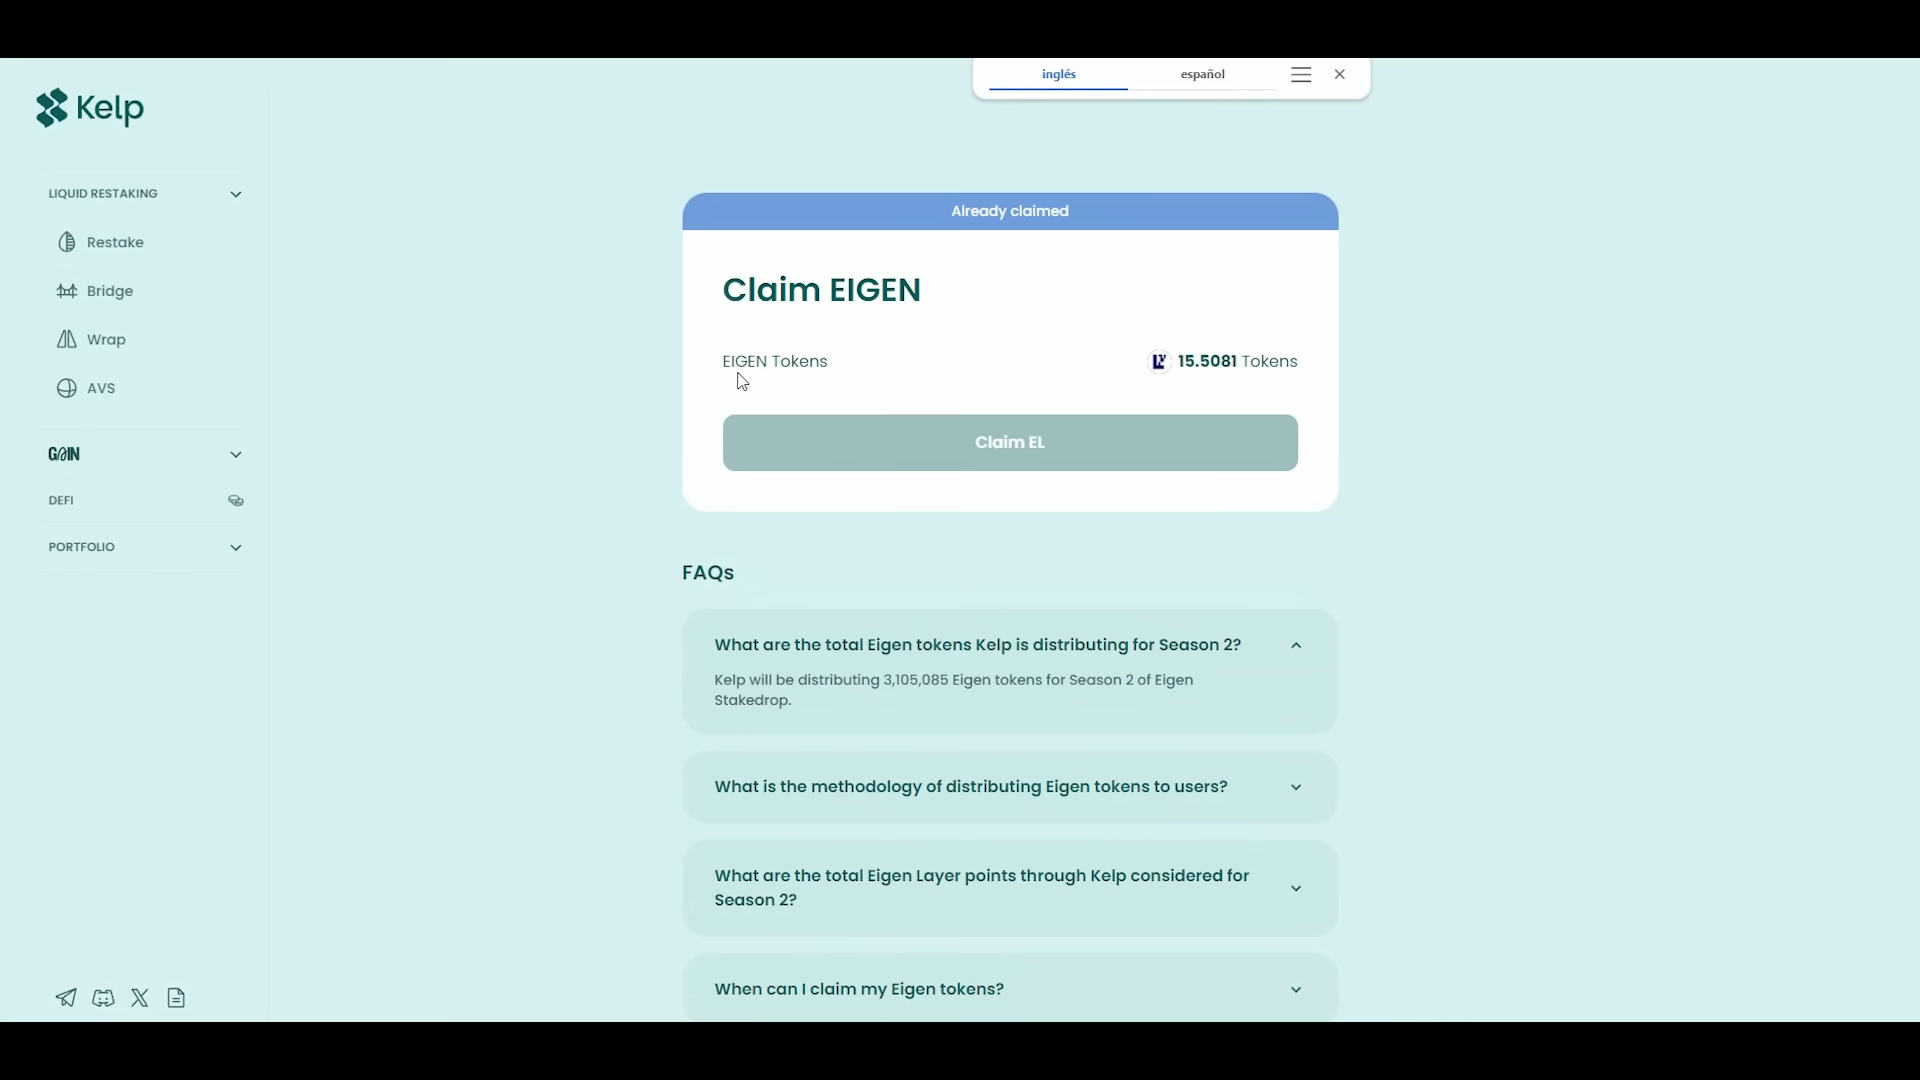 inglés
español
Kelp
LIQUID RESTAKING
Restake
Bridge
Wrap
AVS
GAIN
DEFI
PORTFOLIO
Already claimed
Claim EIGEN
EIGEN Tokens
15.5081 Tokens
Claim EL
FAQs
What are the total Eigen tokens Kelp is distributing for Season 2?
Kelp will be distributing 3,105,085 Eigen tokens for Season 2 of Eigen
Stakedrop.
What is the methodology of distributing Eigen tokens to users?
What are the total Eigen Layer points through Kelp considered for
Season 2?
When can I claim my Eigen tokens?